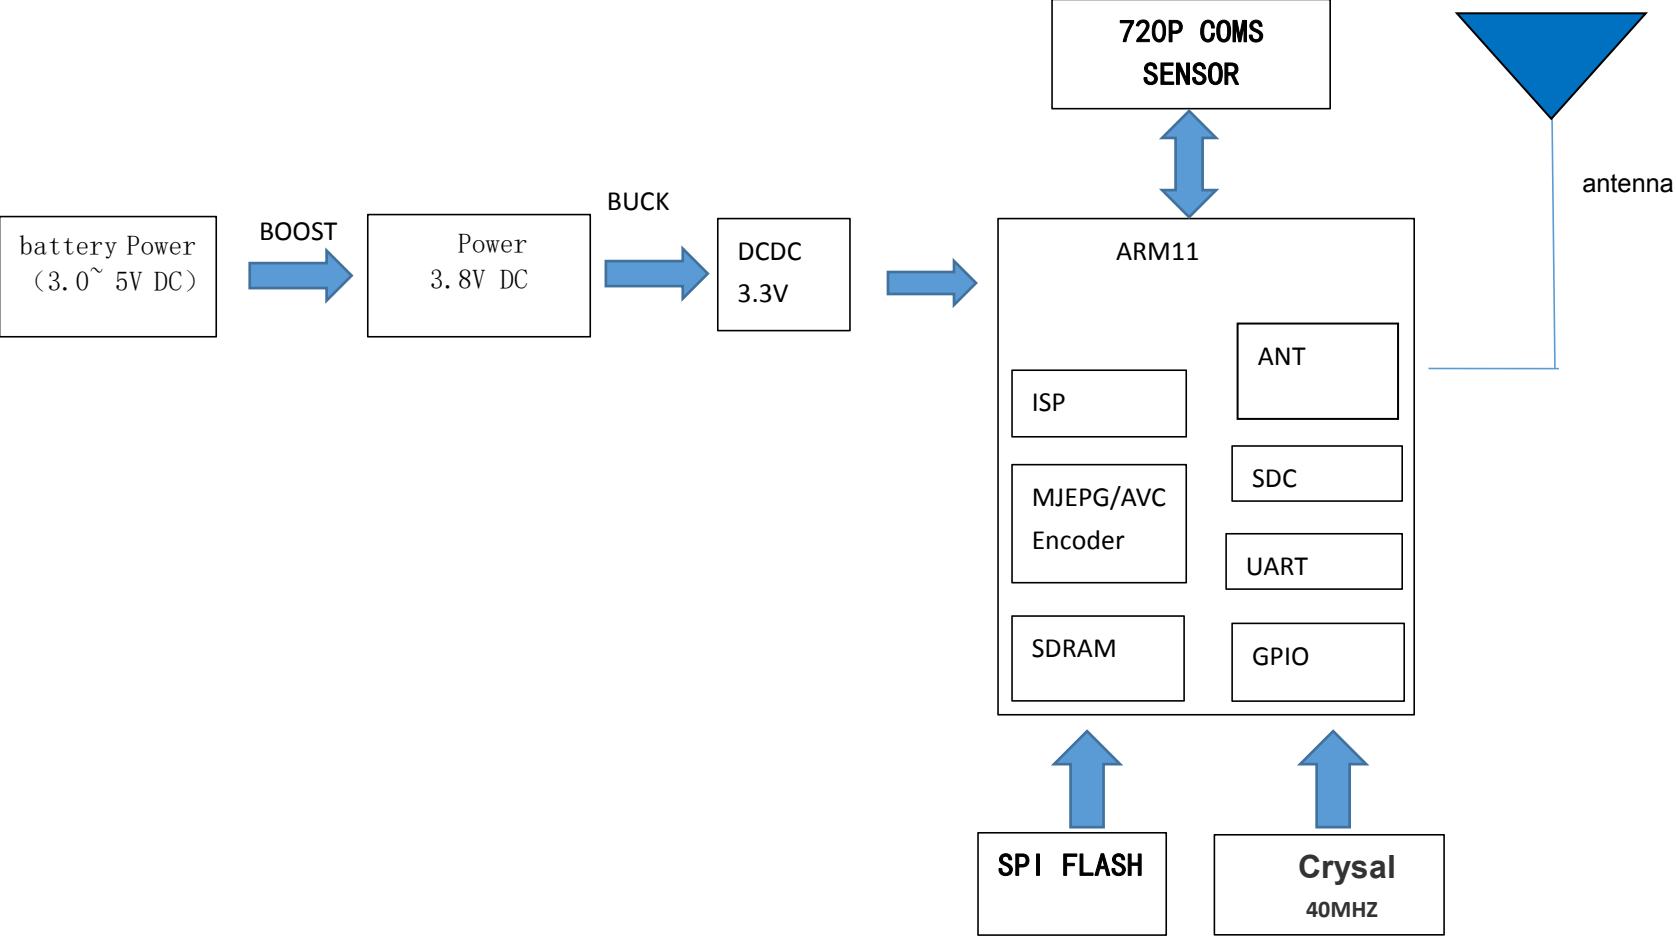 720P COMS
SENSOR
antenna
BUCK
BOOST
battery Power
（3.0~ 5V DC）
Power
3.8V DC
DCDC
3.3V
ARM11
ANT
ISP
SDC
MJEPG/AVC
Encoder
UART
SDRAM
GPIO
SPI FLASH
Crysal
40MHZ